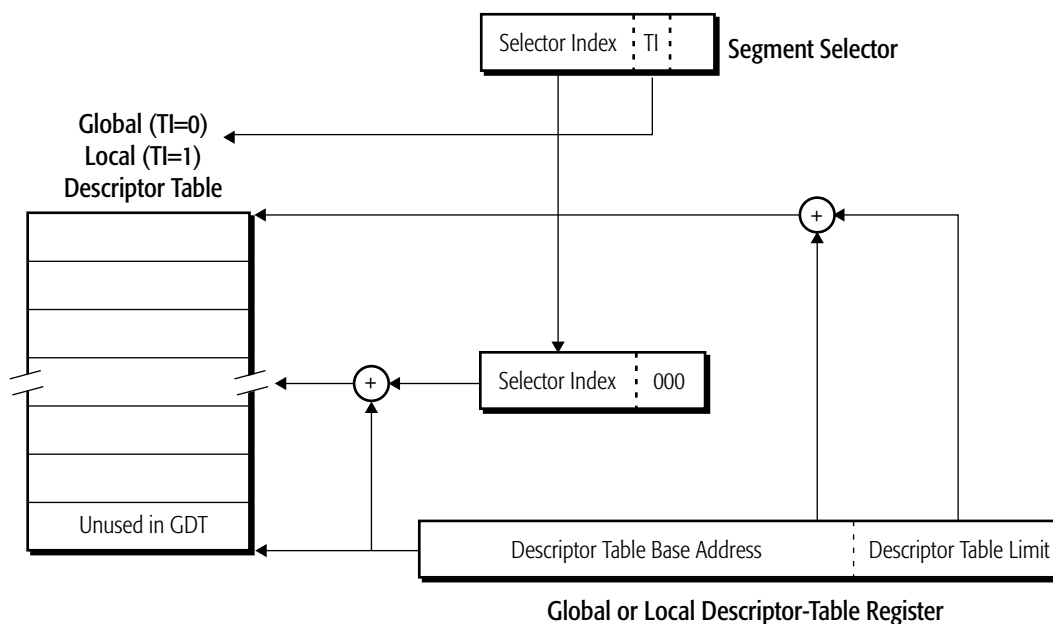 Selector Index TI
Segment Selector
Global (TI=0)
Local (TI=1)
Descriptor Table
+
Selector Index 000
+
Unused in GDT
Descriptor Table Base Address
Descriptor Table Limit
Global or Local Descriptor-Table Register